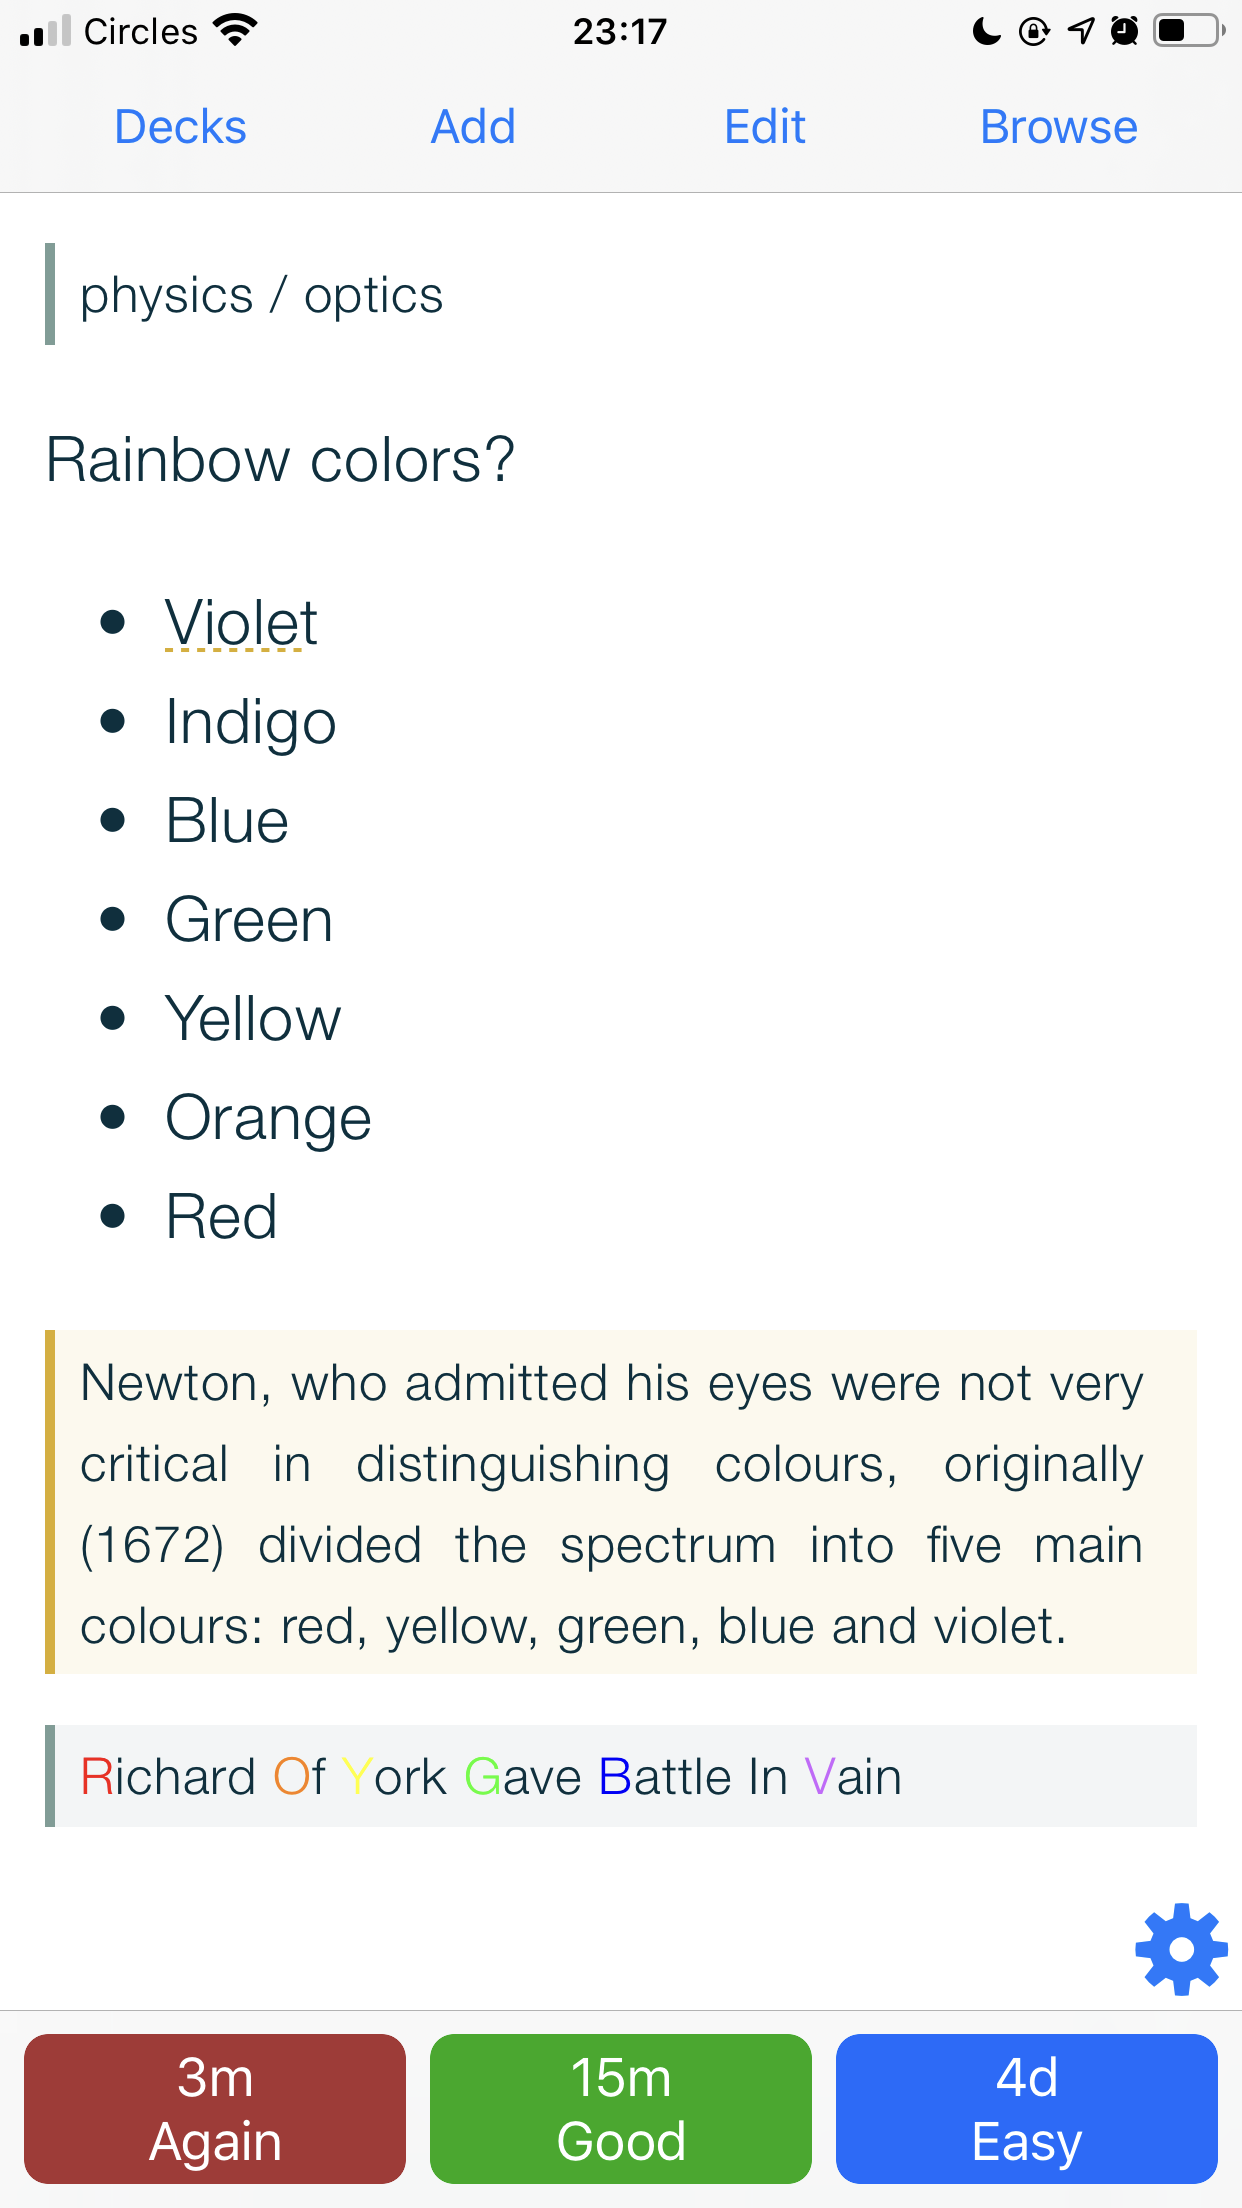 Circles 23:17
Decks Add Edit Browse
physics / optics
Rainbow colors?
Violet
Indigo
Blue
Green
Yellow
Orange
Red
Newton, who admitted his eyes were not very
critical in distinguishing colours, originally
(1672) divided the spectrum into five main
colours: red, yellow, green, blue and violet.
Richard Of York Gave Battle In Vain
3m 15m 4d
Again Good Easy